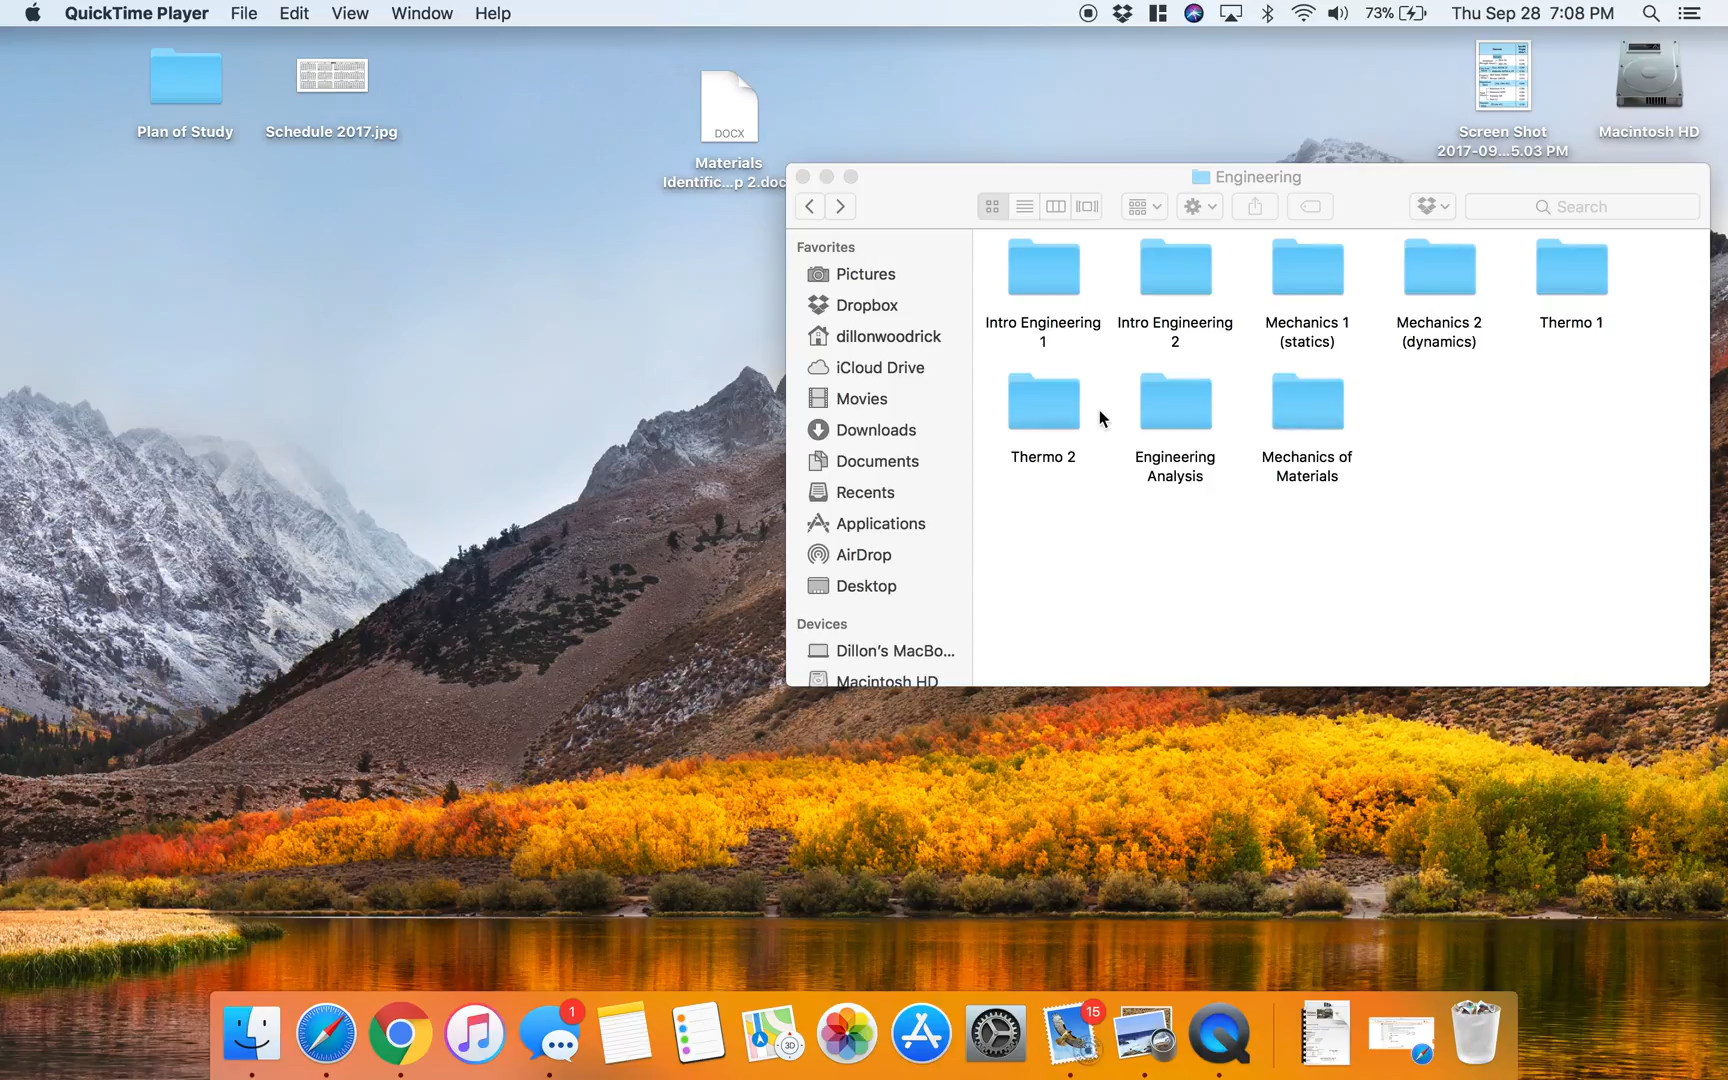 QuickTime Player File Edit View Window Help 73% Thu Sep 28 7:08 PM
Plan of Study
Schedule 2017.jpg
DOCX
Materials
Identific...p 2.doc
Screen Shot
2017-09...5.03 PM
Macintosh HD
Engineering
Search
Favorites
Pictures
Dropbox
dillonwoodrick
iCloud Drive
Movies
Downloads
Documents
Recents
Applications
AirDrop
Desktop
Devices
Dillon's MacBo...
Macintosh HD
Intro Engineering
1
Intro Engineering
2
Mechanics 1
(statics)
Mechanics 2
(dynamics)
Thermo 1
Thermo 2
Engineering
Analysis
Mechanics of
Materials
1
3D
15